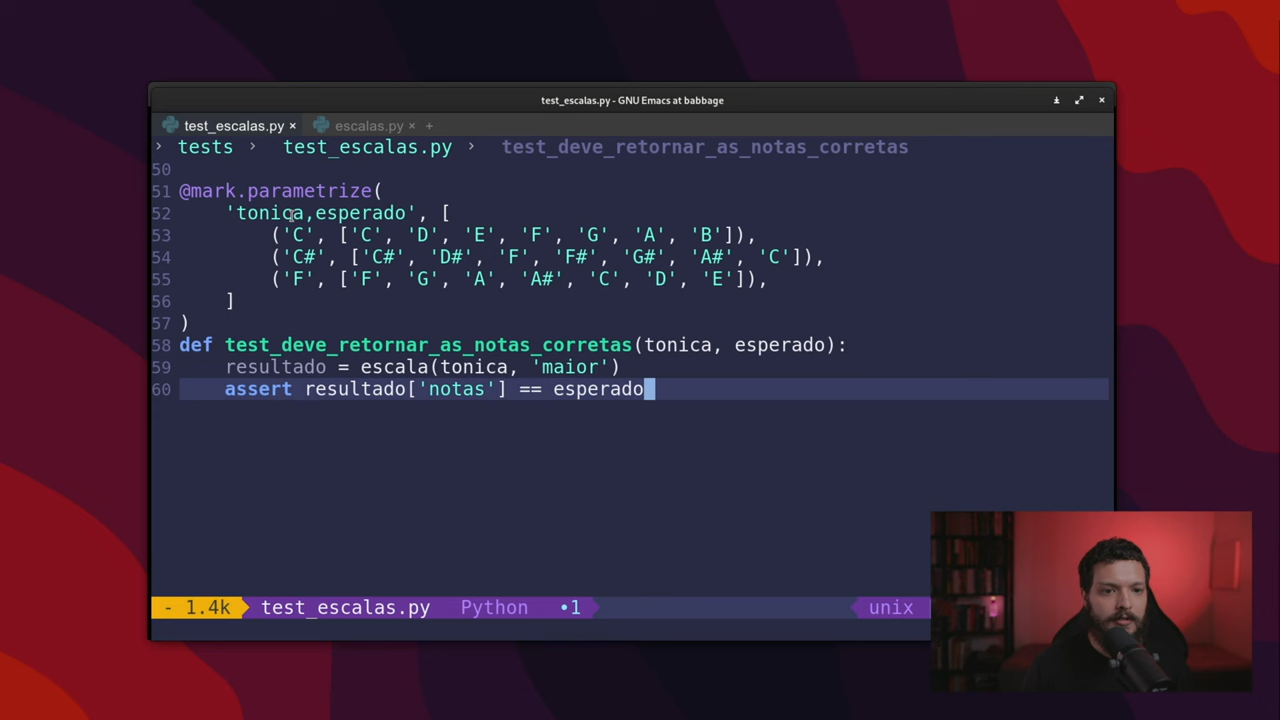 test_escalas.py - GNU Emacs at babbage
test_escalas.py × escalas.py × +
› tests › test_escalas.py › test_deve_retornar_as_notas_corretas
50
51 @mark.parametrize(
52     'tonica,esperado', [
53         ('C', ['C', 'D', 'E', 'F', 'G', 'A', 'B']),
54         ('C#', ['C#', 'D#', 'F', 'F#', 'G#', 'A#', 'C']),
55         ('F', ['F', 'G', 'A', 'A#', 'C', 'D', 'E']),
56     ]
57 )
58 def test_deve_retornar_as_notas_corretas(tonica, esperado):
59     resultado = escala(tonica, 'maior')
60     assert resultado['notas'] == esperado
- 1.4k test_escalas.py Python •1 unix